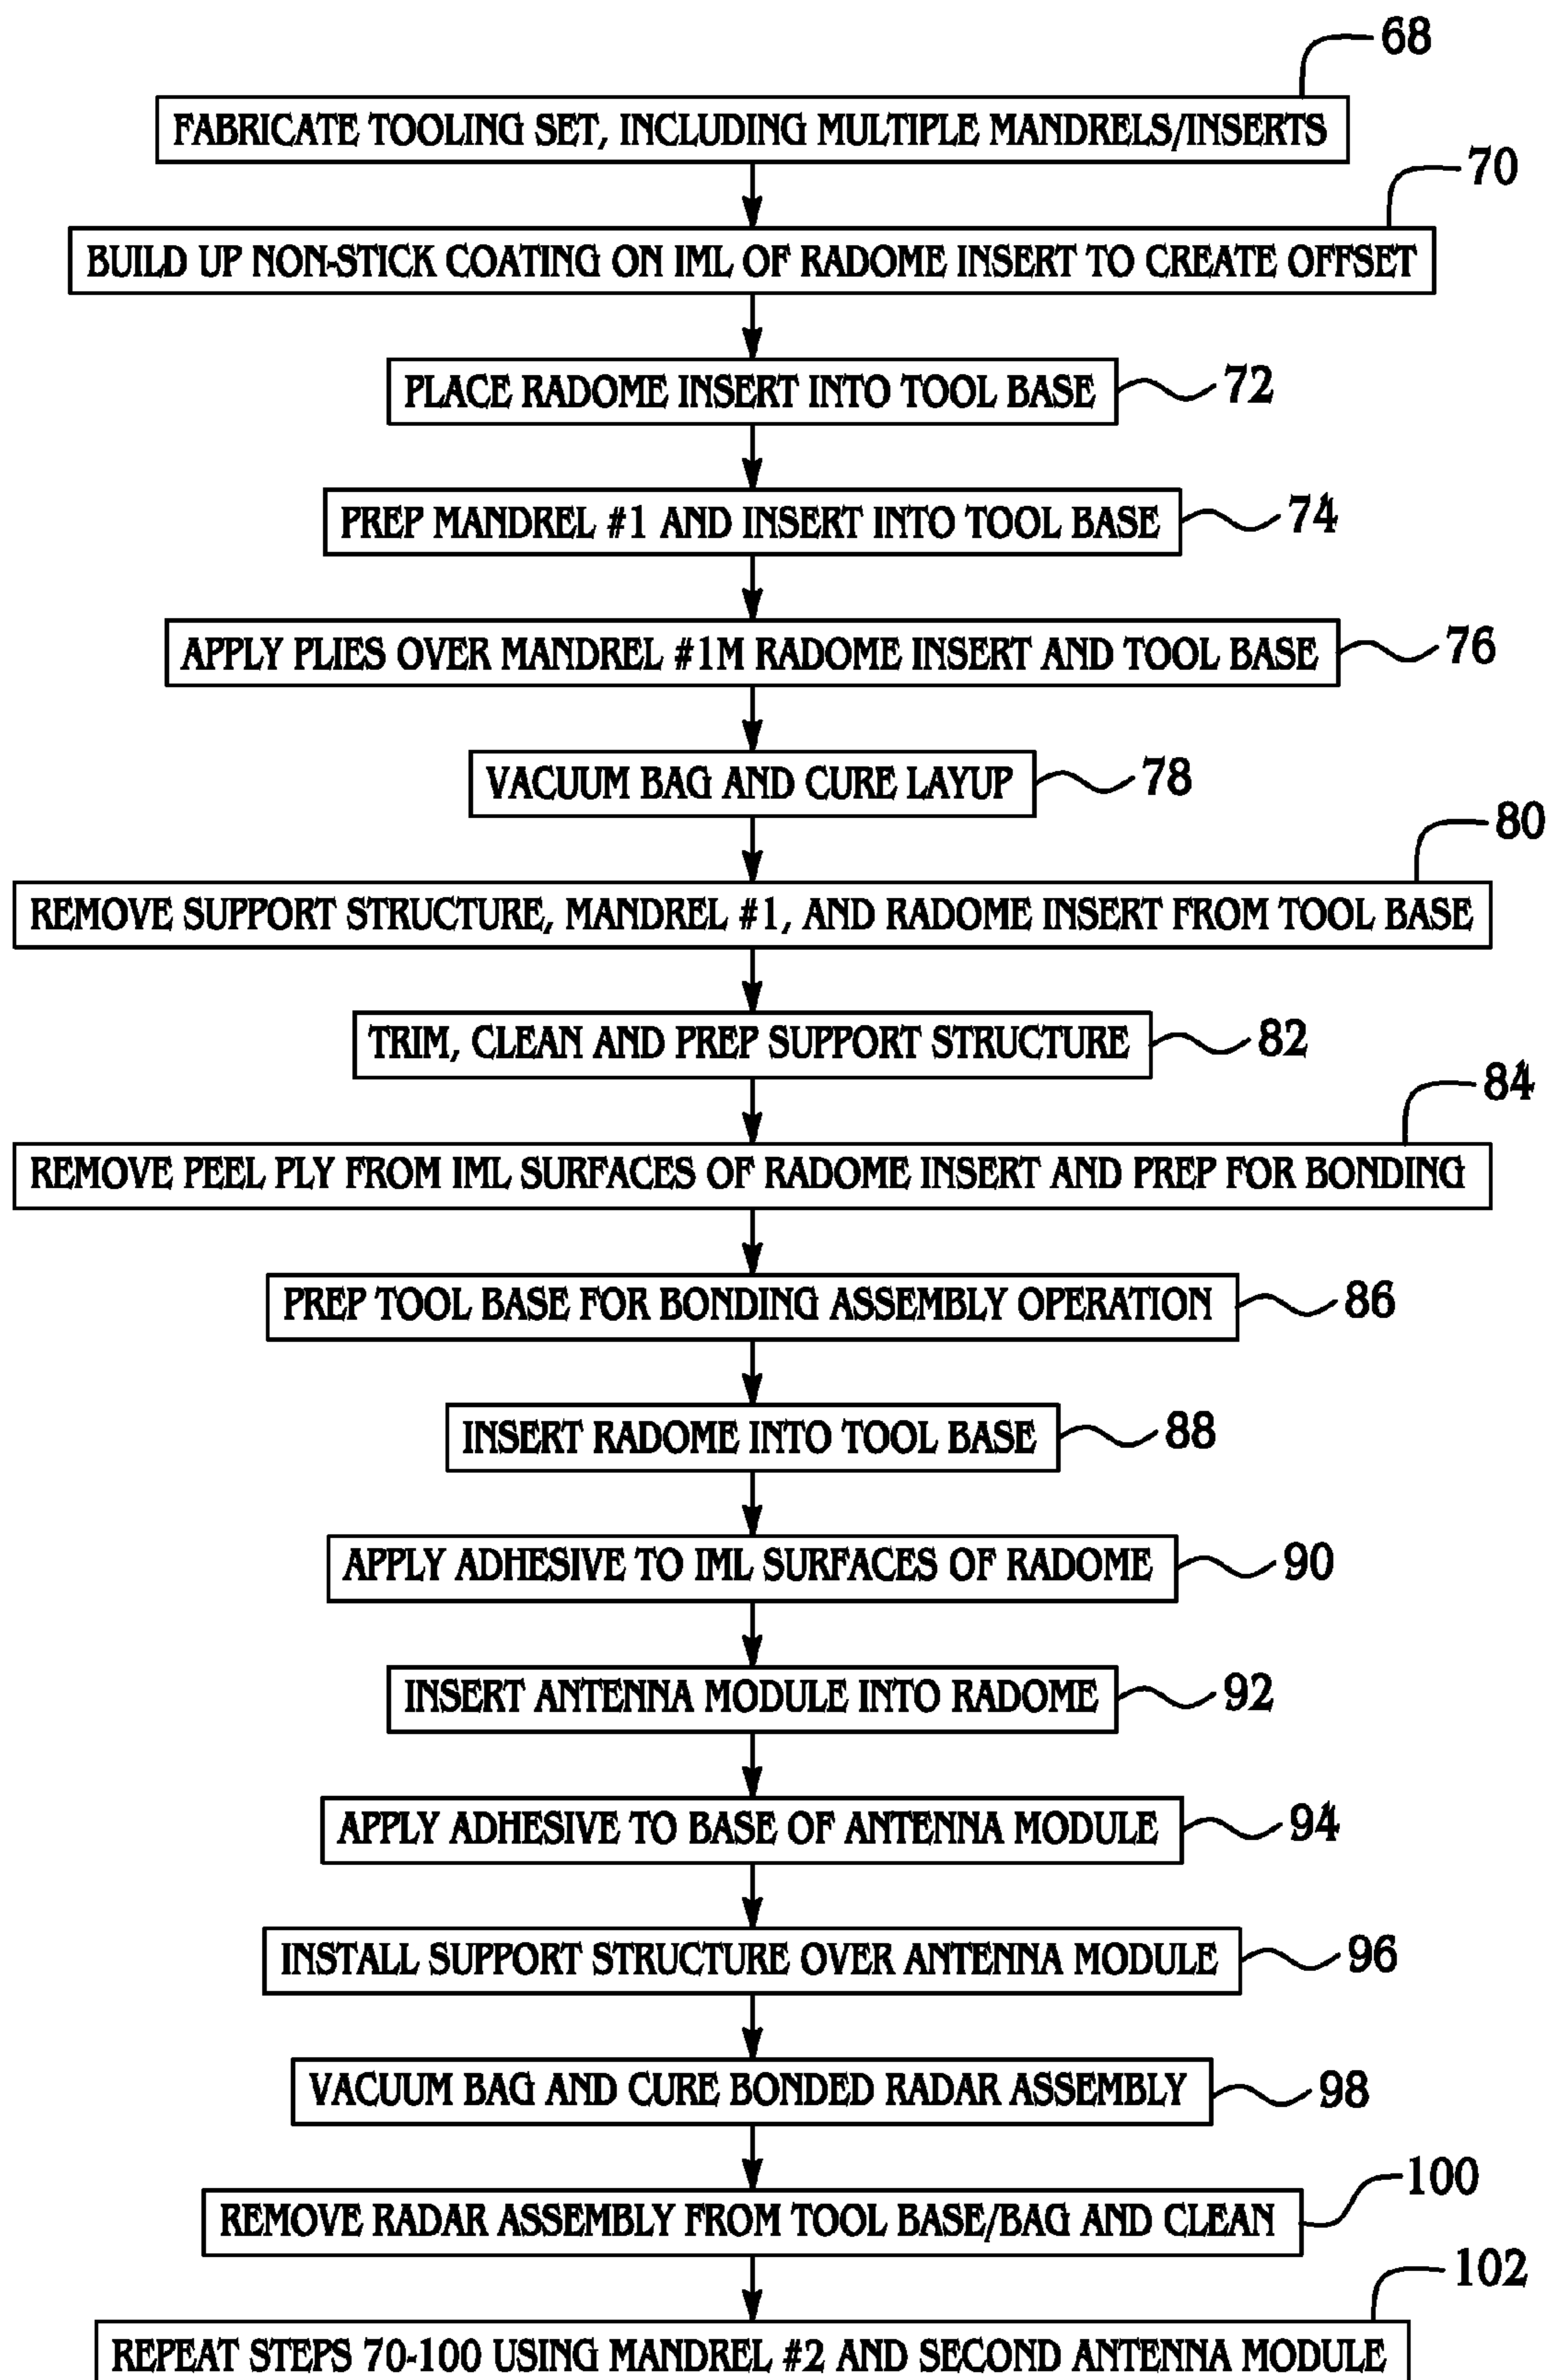 68
FABRICATE TOOLING SET, INCLUDING MULTIPLE MANDRELS/INSERTS
70
BUILD UP NON-STICK COATING ON IML OF RADOME INSERT TO CREATE OFFSET
PLACE RADOME INSERT INTO TOOL BASE
72
PREP MANDREL #1 AND INSERT INTO TOOL BASE
74
APPLY PLIES OVER MANDREL #1M RADOME INSERT AND TOOL BASE
76
VACUUM BAG AND CURE LAYUP
78
80
REMOVE SUPPORT STRUCTURE, MANDREL #1, AND RADOME INSERT FROM TOOL BASE
TRIM, CLEAN AND PREP SUPPORT STRUCTURE
82
84
REMOVE PEEL PLY FROM IML SURFACES OF RADOME INSERT AND PREP FOR BONDING
PREP TOOL BASE FOR BONDING ASSEMBLY OPERATION
86
INSERT RADOME INTO TOOL BASE
88
APPLY ADHESIVE TO IML SURFACES OF RADOME
90
INSERT ANTENNA MODULE INTO RADOME
92
APPLY ADHESIVE TO BASE OF ANTENNA MODULE
94
INSTALL SUPPORT STRUCTURE OVER ANTENNA MODULE
96
VACUUM BAG AND CURE BONDED RADAR ASSEMBLY
98
100
REMOVE RADAR ASSEMBLY FROM TOOL BASE/BAG AND CLEAN
102
REPEAT STEPS 70-100 USING MANDREL #2 AND SECOND ANTENNA MODULE